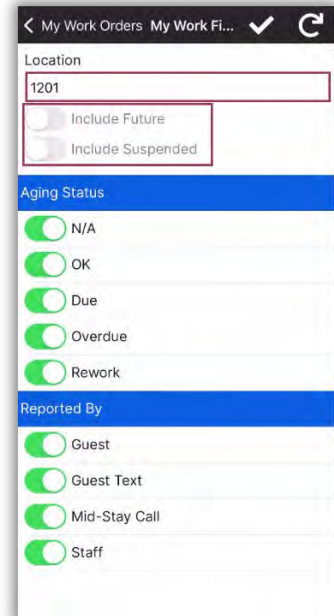 My Work Orders My Work Fi...
Location
1201
Include Future
Include Suspended
Aging Status
N/A
OK
Due
Overdue
Rework
Reported By
Guest
Guest Text
Mid-Stay Call
Staff